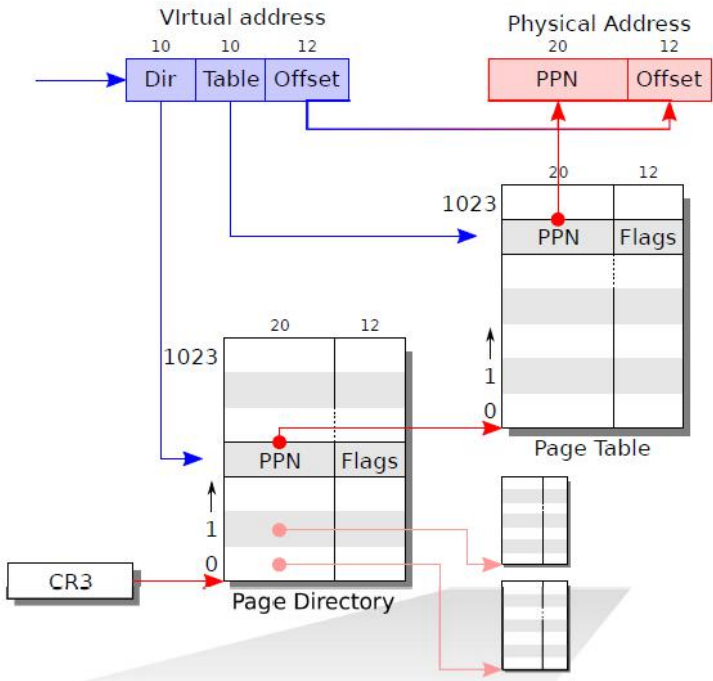 VIrtual address
10 10 12
Dir Table Offset
Physical Address
20 12
PPN Offset
20 12
1023
PPN Flags
1
0
Page Table
20 12
1023
PPN Flags
1
0
CR3
Page Directory